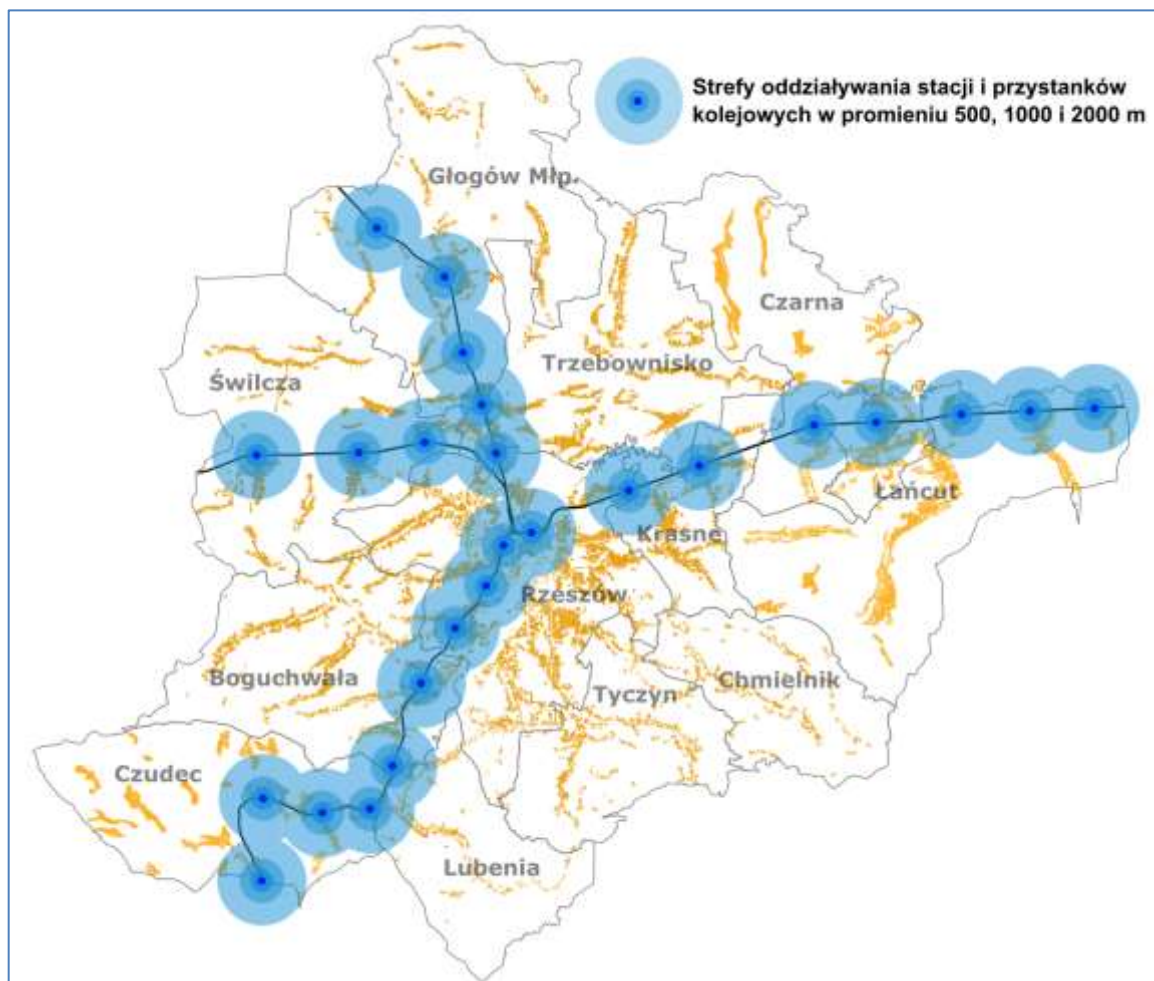 Strefy oddziaływania stacji i przystanków
kolejowych w promieniu 500, 1000 i 2000 m
Głogów Młp.
Czarna
Trzebownisko
Świlcza
Łańcut
Krasne
Rzeszów
Boguchwała
Tyczyn
Chmielnik
Czudec
Lubenia